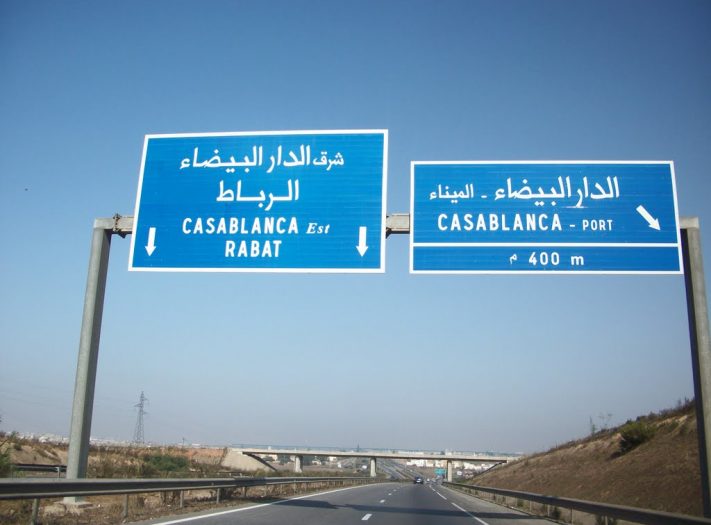 شرق الدار البيضاء
الرباط
CASABLANCA Est
RABAT
الدار البيضاء - الميناء
CASABLANCA - PORT
400 m م